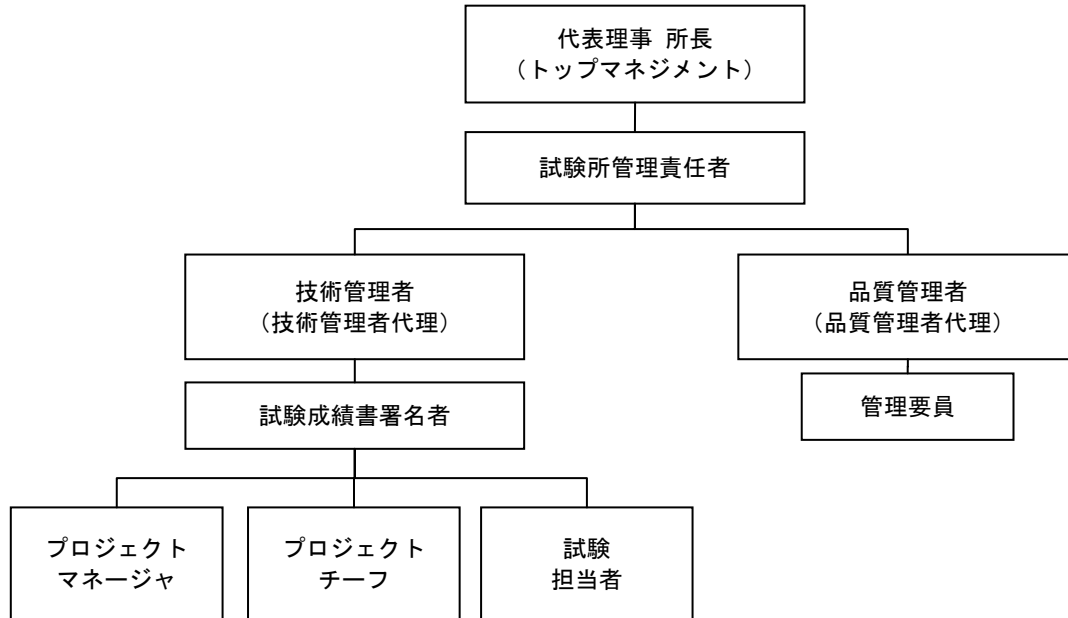 代表理事 所長
（トップマネジメント）
試験所管理責任者
技術管理者
（技術管理者代理）
品質管理者
（品質管理者代理）
試験成績書署名者
管理要員
プロジェクト
マネージャ
プロジェクト
チーフ
試験
担当者